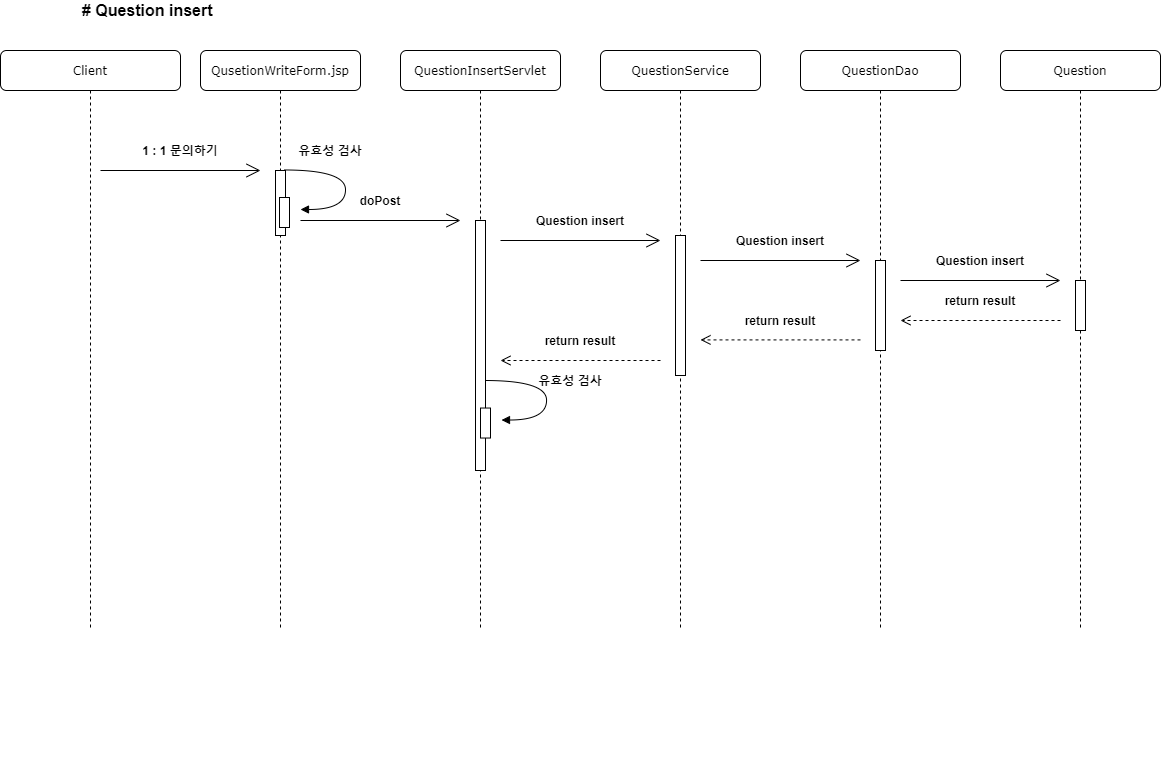 # Question insert
Client
QusetionWriteForm.jsp
QuestionInsertServlet
QuestionService
QuestionDao
Question
1 : 1 문의하기
유효성 검사
doPost
Question insert
Question insert
Question insert
return result
return result
return result
유효성 검사